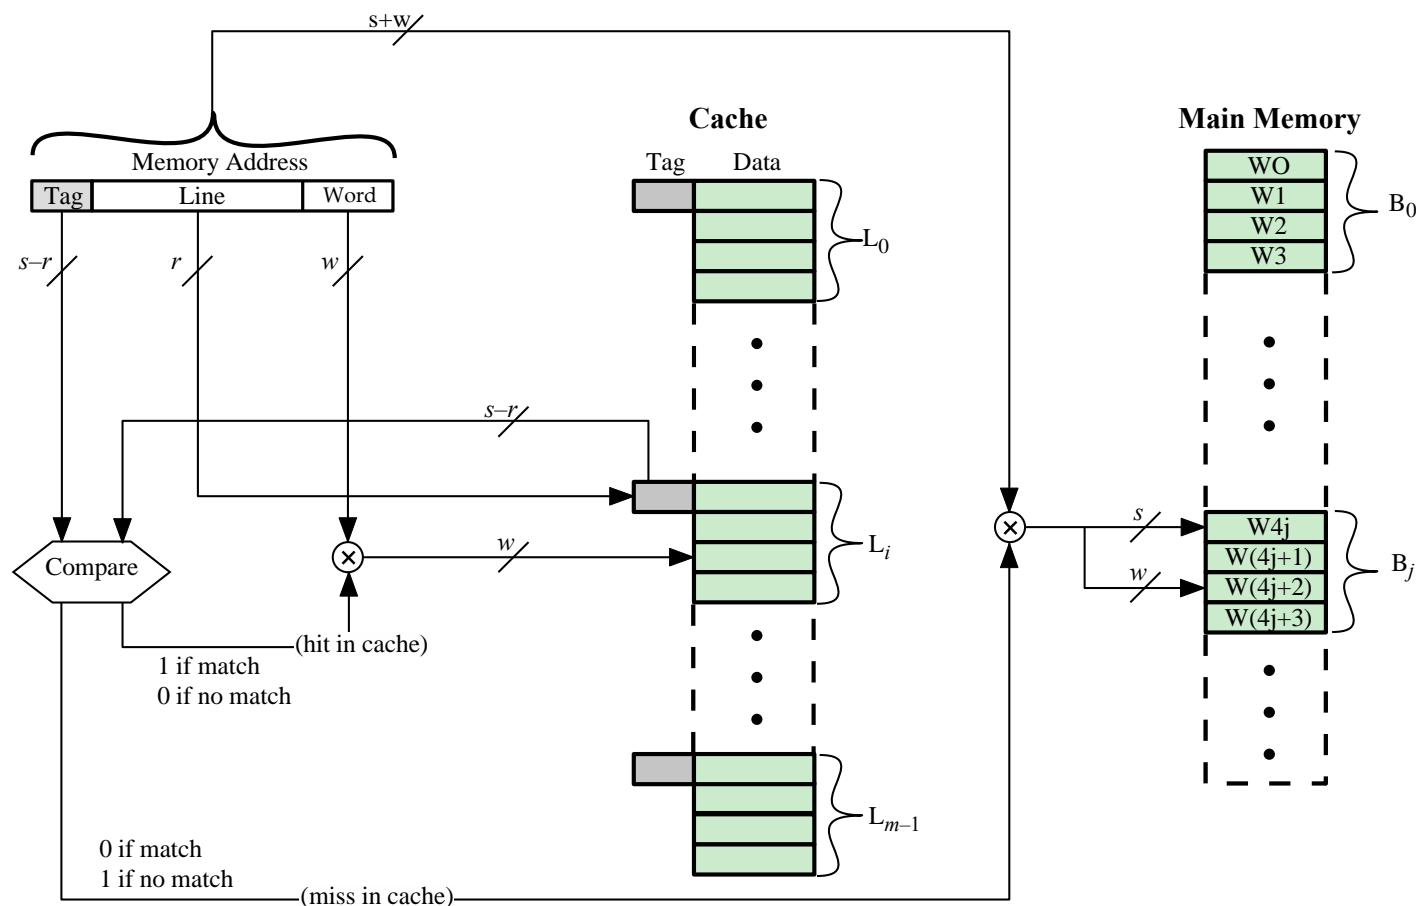 s+w
Cache
Main Memory
Memory Address
Tag Data
Tag Line Word
WO
W1
W2
W3
B0
L0
s–r
r
w
s–r
Li
w
Compare
s
w
W4j
W(4j+1)
W(4j+2)
W(4j+3)
Bj
(hit in cache)
1 if match
0 if no match
Lm–1
0 if match
1 if no match
(miss in cache)